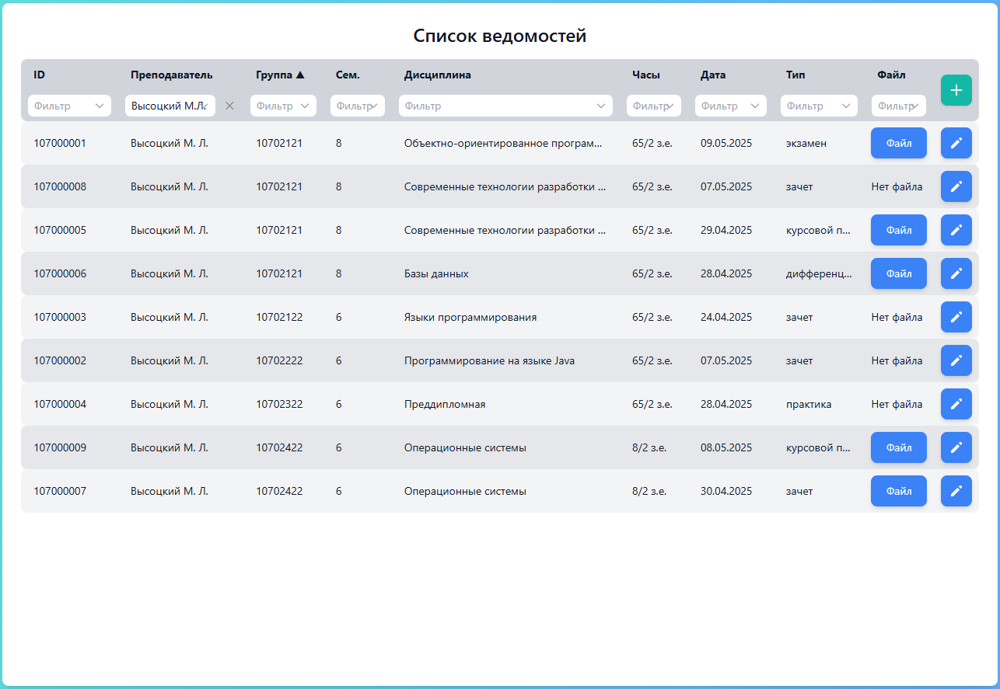 Список ведомостей
ID Преподаватель Группа ▲ Сем. Дисциплина Часы Дата Тип Файл
Фильтр Высоцкий М.Л. Фильтр Фильтр Фильтр Фильтр Фильтр Фильтр Фильтр
107000001 Высоцкий М. Л. 10702121 8 Объектно-ориентированное програм... 65/2 з.е. 09.05.2025 экзамен Файл
107000008 Высоцкий М. Л. 10702121 8 Современные технологии разработки ... 65/2 з.е. 07.05.2025 зачет Нет файла
107000005 Высоцкий М. Л. 10702121 8 Современные технологии разработки ... 65/2 з.е. 29.04.2025 курсовой п... Файл
107000006 Высоцкий М. Л. 10702121 8 Базы данных 65/2 з.е. 28.04.2025 дифференц... Файл
107000003 Высоцкий М. Л. 10702122 6 Языки программирования 65/2 з.е. 24.04.2025 зачет Нет файла
107000002 Высоцкий М. Л. 10702222 6 Программирование на языке Java 65/2 з.е. 07.05.2025 зачет Нет файла
107000004 Высоцкий М. Л. 10702322 6 Преддипломная 65/2 з.е. 28.04.2025 практика Нет файла
107000009 Высоцкий М. Л. 10702422 6 Операционные системы 8/2 з.е. 08.05.2025 курсовой п... Файл
107000007 Высоцкий М. Л. 10702422 6 Операционные системы 8/2 з.е. 30.04.2025 зачет Файл